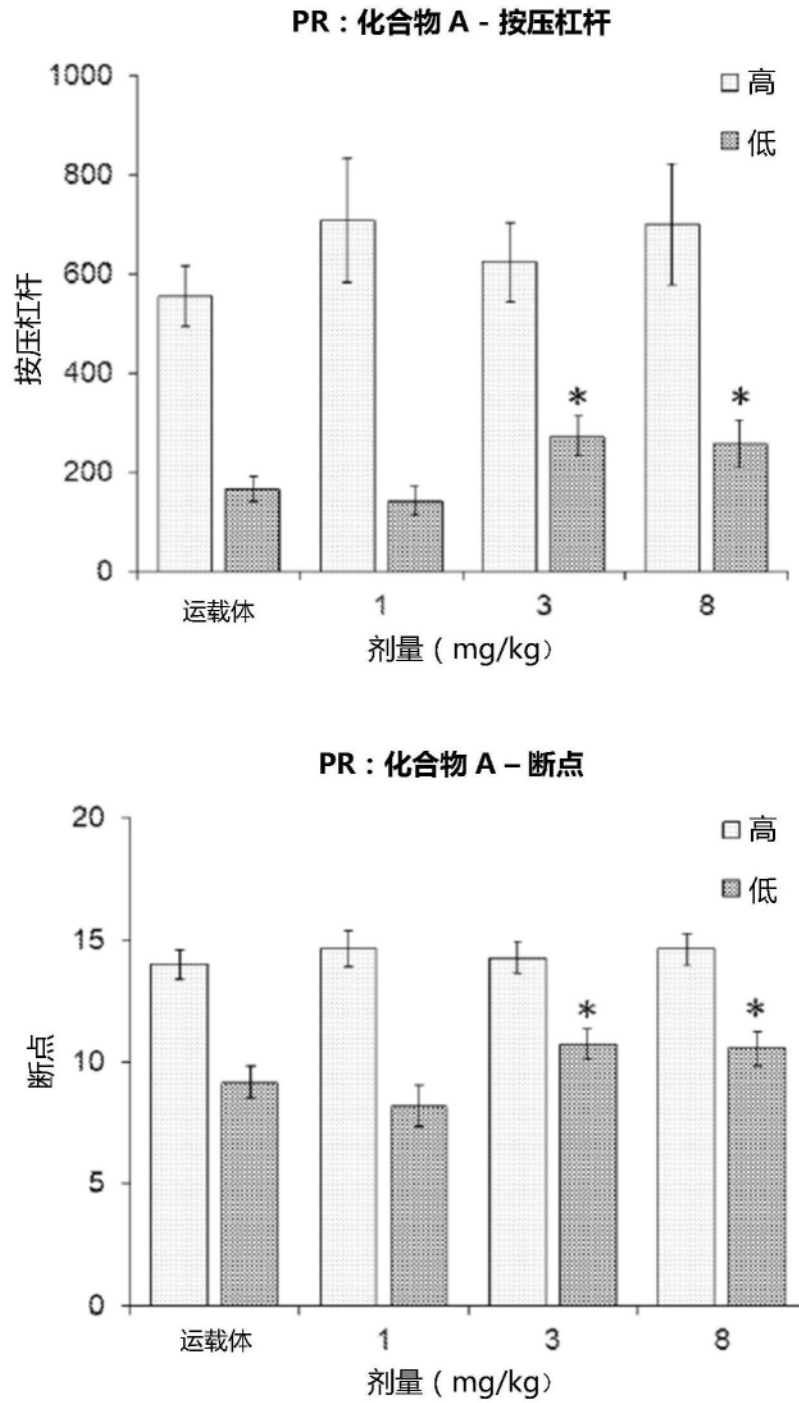 PR：化合物 A - 按压杠杆
1000
高
低
800
600
400
200
0
按压杠杆
*
*
运载体
1
3
8
剂量（mg/kg）
PR：化合物 A – 断点
20
高
低
15
10
5
0
断点
*
*
运载体
1
3
8
剂量（mg/kg）